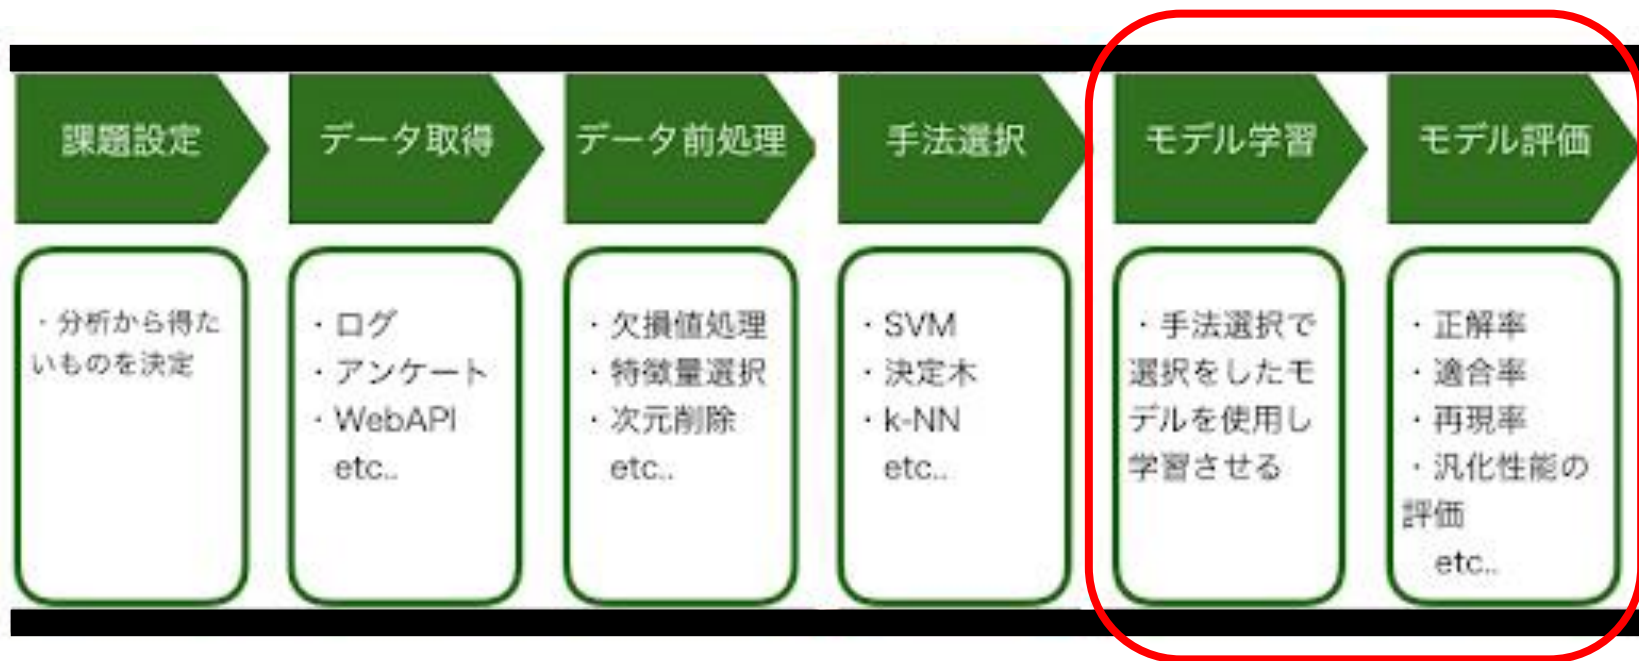 課題設定
データ取得
データ前処理
手法選択
モデル学習
モデル評価
・分析から得た
いものを決定
・ログ
・アンケート
・WebAPI
etc..
・欠損値処理
・特徴量選択
・次元削除
etc..
・SVM
・決定木
・k-NN
etc..
・手法選択で
選択をしたモ
デルを使用し
学習させる
・正解率
・適合率
・再現率
・汎化性能の
評価
etc..